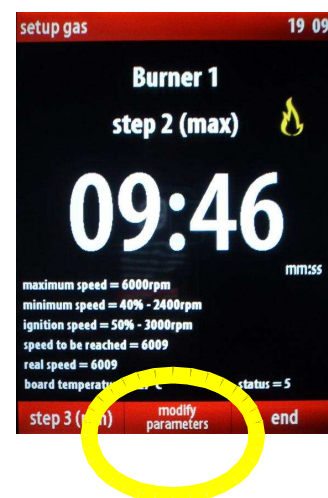 setup gas 19 09
Burner 1
step 2 (max)
09:46
mm:ss
maximum speed = 6000rpm
minimum speed = 40% - 2400rpm
ignition speed = 50% - 3000rpm
speed to be reached = 6009
real speed = 6009
board status = 5
step 3 modify parameters end